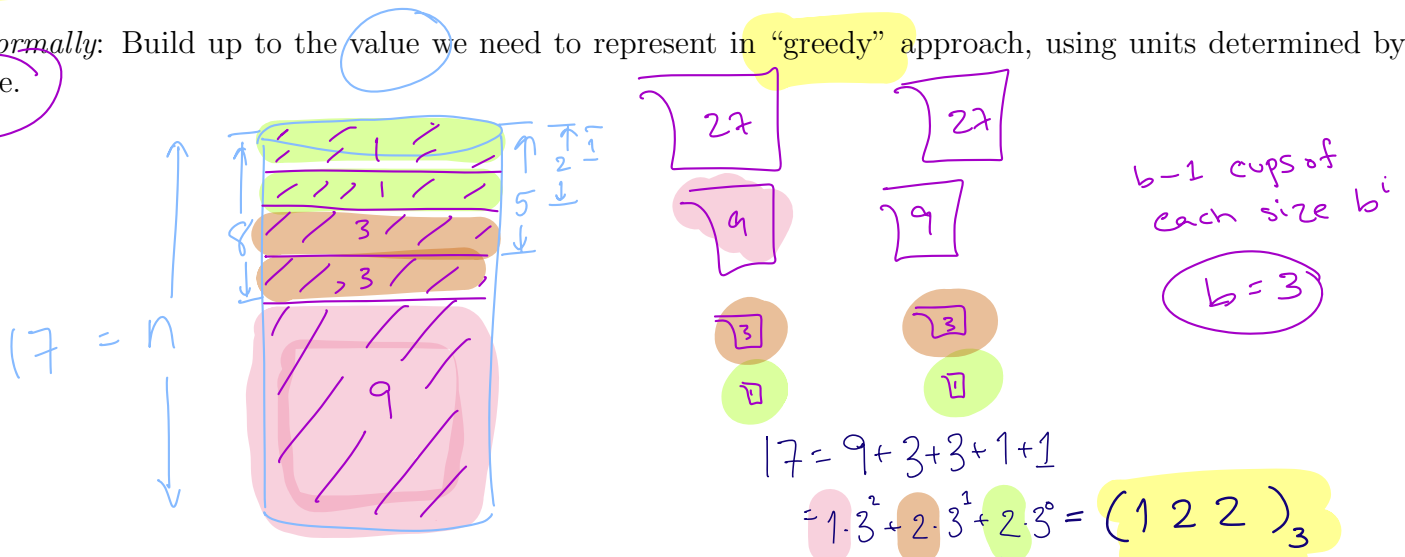 ormally: Build up to the value we need to represent in “greedy” approach, using units determined by
e.
27 27
1
1
3
3
9
8
5
2
1
17 = n
9 9
3 3
1 1
b-1 cups of
each size b^i
b = 3
17 = 9+3+3+1+1
= 1·3² + 2·3¹ + 2·3⁰ = (1 2 2)₃